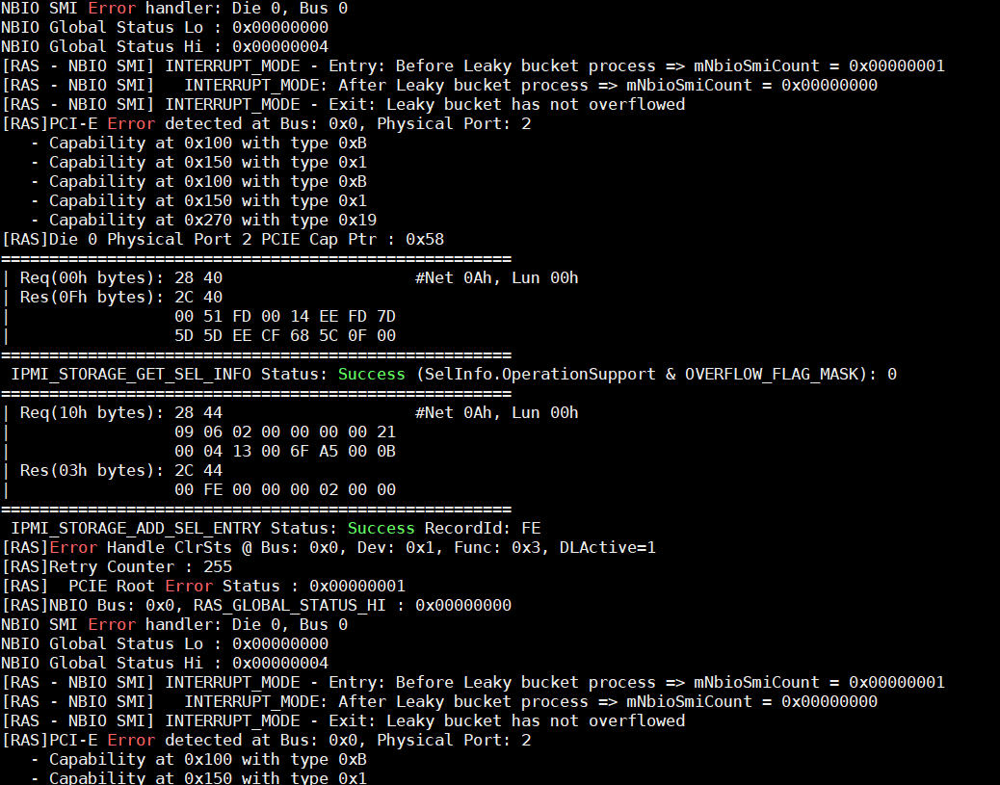 NBIO SMI Error handler: Die 0, Bus 0
NBIO Global Status Lo : 0x00000000
NBIO Global Status Hi : 0x00000004
[RAS - NBIO SMI] INTERRUPT_MODE - Entry: Before Leaky bucket process => mNbioSmiCount = 0x00000001
[RAS - NBIO SMI]   INTERRUPT_MODE: After Leaky bucket process => mNbioSmiCount = 0x00000000
[RAS - NBIO SMI] INTERRUPT_MODE - Exit: Leaky bucket has not overflowed
[RAS]PCI-E Error detected at Bus: 0x0, Physical Port: 2
   - Capability at 0x100 with type 0xB
   - Capability at 0x150 with type 0x1
   - Capability at 0x100 with type 0xB
   - Capability at 0x150 with type 0x1
   - Capability at 0x270 with type 0x19
[RAS]Die 0 Physical Port 2 PCIE Cap Ptr : 0x58
=====================================================
| Req(00h bytes): 28 40                    #Net 0Ah, Lun 00h
| Res(0Fh bytes): 2C 40
|                 00 51 FD 00 14 EE FD 7D
|                 5D 5D EE CF 68 5C 0F 00
=====================================================
 IPMI_STORAGE_GET_SEL_INFO Status: Success (SelInfo.OperationSupport & OVERFLOW_FLAG_MASK): 0
=====================================================
| Req(10h bytes): 28 44                    #Net 0Ah, Lun 00h
|                 09 06 02 00 00 00 00 21
|                 00 04 13 00 6F A5 00 0B
| Res(03h bytes): 2C 44
|                 00 FE 00 00 00 02 00 00
=====================================================
 IPMI_STORAGE_ADD_SEL_ENTRY Status: Success RecordId: FE
[RAS]Error Handle ClrSts @ Bus: 0x0, Dev: 0x1, Func: 0x3, DLActive=1
[RAS]Retry Counter : 255
[RAS]  PCIE Root Error Status : 0x00000001
[RAS]NBIO Bus: 0x0, RAS_GLOBAL_STATUS_HI : 0x00000000
NBIO SMI Error handler: Die 0, Bus 0
NBIO Global Status Lo : 0x00000000
NBIO Global Status Hi : 0x00000004
[RAS - NBIO SMI] INTERRUPT_MODE - Entry: Before Leaky bucket process => mNbioSmiCount = 0x00000001
[RAS - NBIO SMI]   INTERRUPT_MODE: After Leaky bucket process => mNbioSmiCount = 0x00000000
[RAS - NBIO SMI] INTERRUPT_MODE - Exit: Leaky bucket has not overflowed
[RAS]PCI-E Error detected at Bus: 0x0, Physical Port: 2
   - Capability at 0x100 with type 0xB
   - Capability at 0x150 with type 0x1